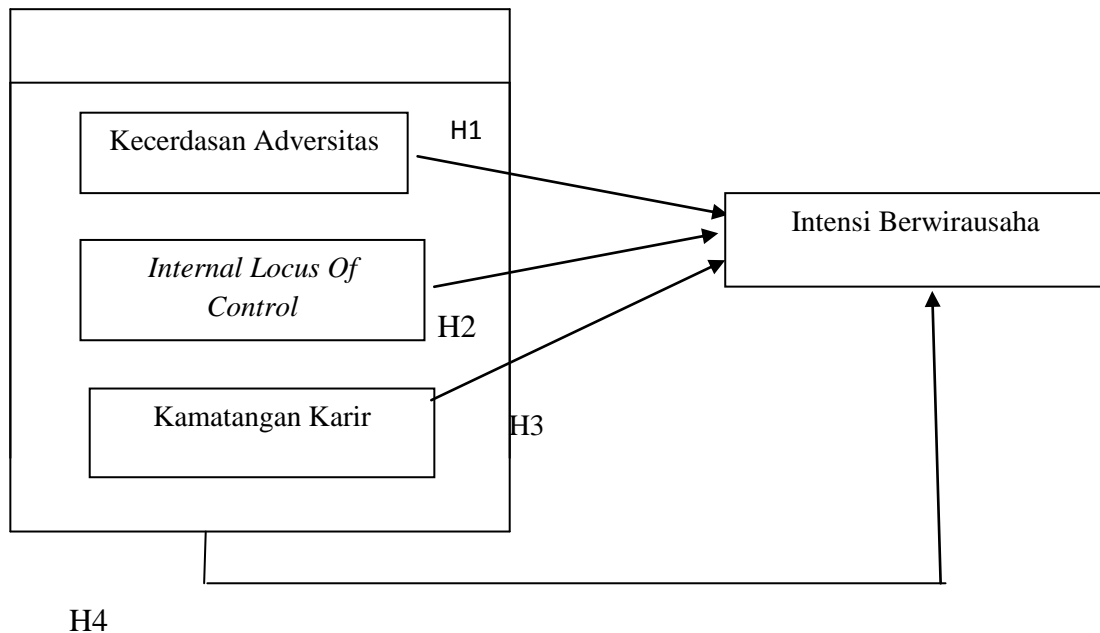 Kecerdasan Adversitas
H1
Intensi Berwirausaha
Internal Locus Of
Control
H2
Kamatangan Karir
H3
H4